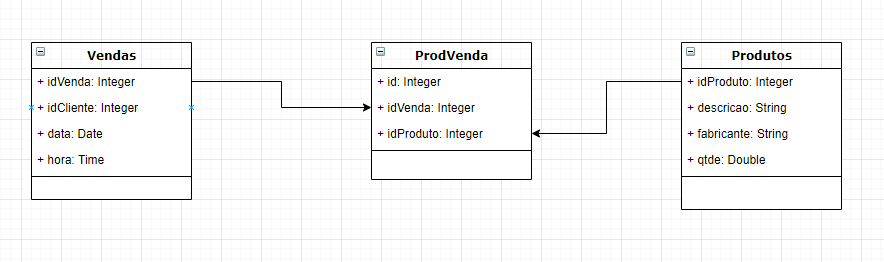 Vendas
+ idVenda: Integer
+ idCliente: Integer
+ data: Date
+ hora: Time
ProdVenda
+ id: Integer
+ idVenda: Integer
+ idProduto: Integer
Produtos
+ idProduto: Integer
+ descricao: String
+ fabricante: String
+ qtde: Double